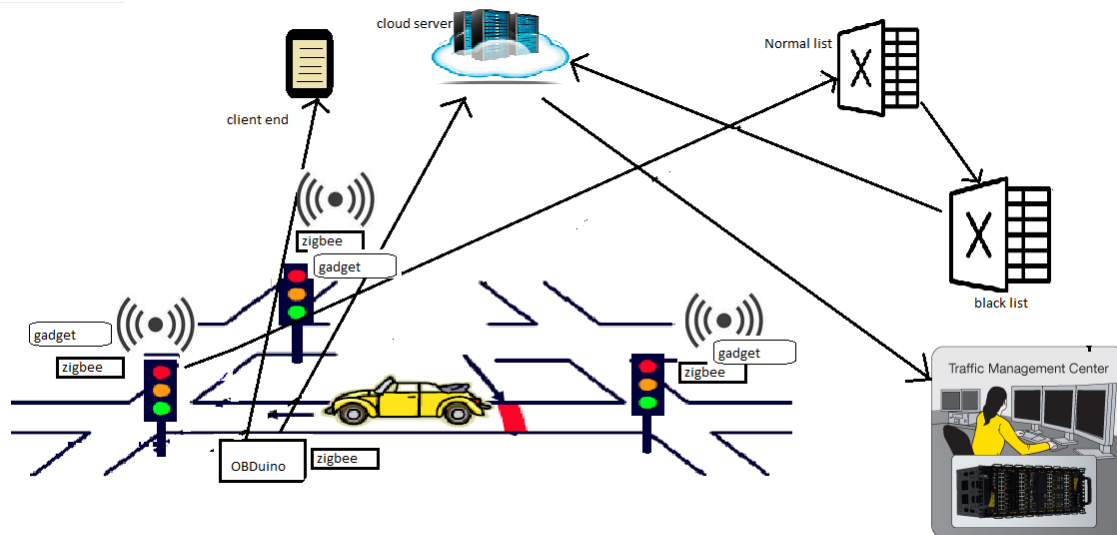 cloud server
Normal list
client end
zigbee
gadget
black list
gadget
zigbee
gadget
zigbee
Traffic Management Center
OBDuino
zigbee